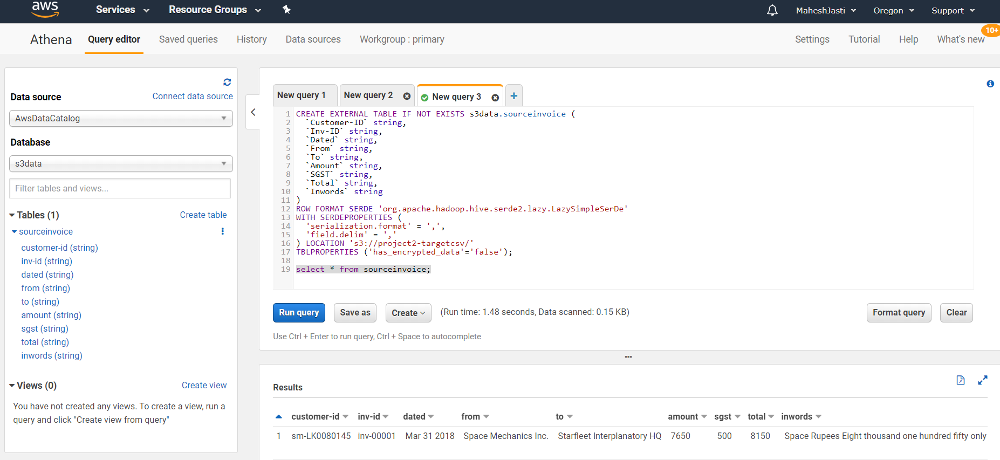 aws Services Resource Groups MaheshJasti Oregon Support
Athena Query editor Saved queries History Data sources Workgroup : primary Settings Tutorial Help What's new 10+
Data source Connect data source
AwsDataCatalog
Database
s3data
Filter tables and views...
Tables (1) Create table
sourceinvoice
customer-id (string)
inv-id (string)
dated (string)
from (string)
to (string)
amount (string)
sgst (string)
total (string)
inwords (string)
Views (0) Create view
You have not created any views. To create a view, run a
query and click "Create view from query"
New query 1 New query 2 New query 3 +
1 CREATE EXTERNAL TABLE IF NOT EXISTS s3data.sourceinvoice (
2 `Customer-ID` string,
3 `Inv-ID` string,
4 `Dated` string,
5 `From` string,
6 `To` string,
7 `Amount` string,
8 `SGST` string,
9 `Total` string,
10 `Inwords` string
11 )
12 ROW FORMAT SERDE 'org.apache.hadoop.hive.serde2.lazy.LazySimpleSerDe'
13 WITH SERDEPROPERTIES (
14 'serialization.format' = ',',
15 'field.delim' = ','
16 ) LOCATION 's3://project2-targetcsv/'
17 TBLPROPERTIES ('has_encrypted_data'='false');
18
19 select * from sourceinvoice;
Run query Save as Create (Run time: 1.48 seconds, Data scanned: 0.15 KB) Format query Clear
Use Ctrl + Enter to run query, Ctrl + Space to autocomplete
Results
customer-id inv-id dated from to amount sgst total inwords
1 sm-LK0080145 inv-00001 Mar 31 2018 Space Mechanics Inc. Starfleet Interplanatory HQ 7650 500 8150 Space Rupees Eight thousand one hundred fifty only